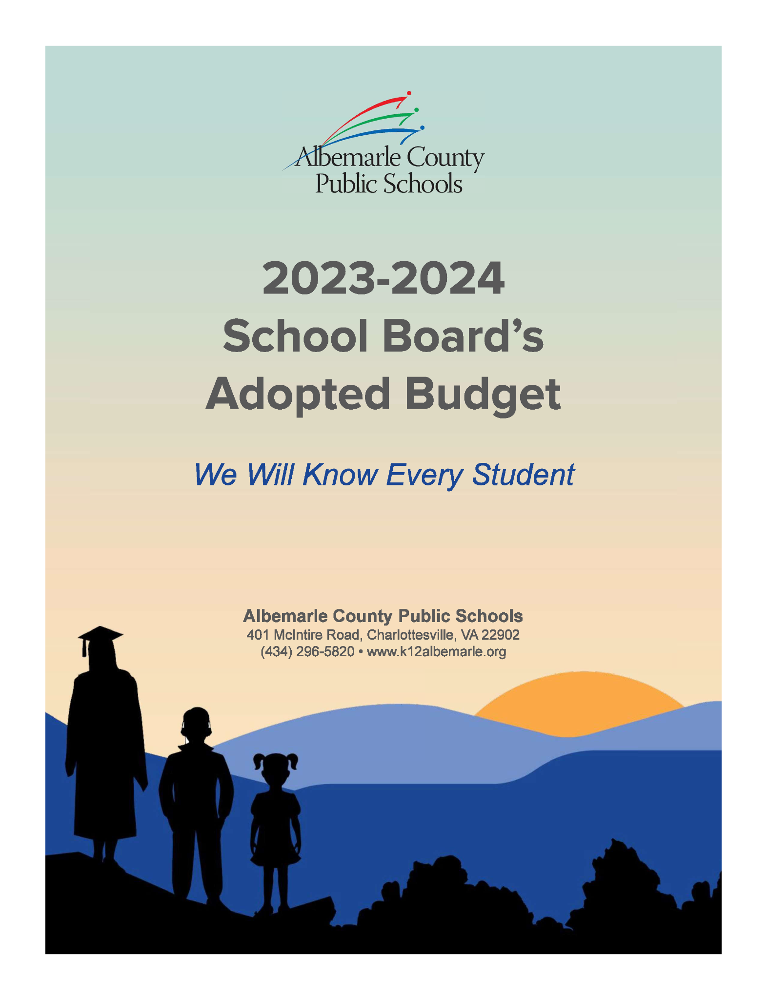 Albemarle County
Public Schools
2023-2024
School Board’s
Adopted Budget
We Will Know Every Student
Albemarle County Public Schools
401 McIntire Road, Charlottesville, VA 22902
(434) 296-5820 • www.k12albemarle.org